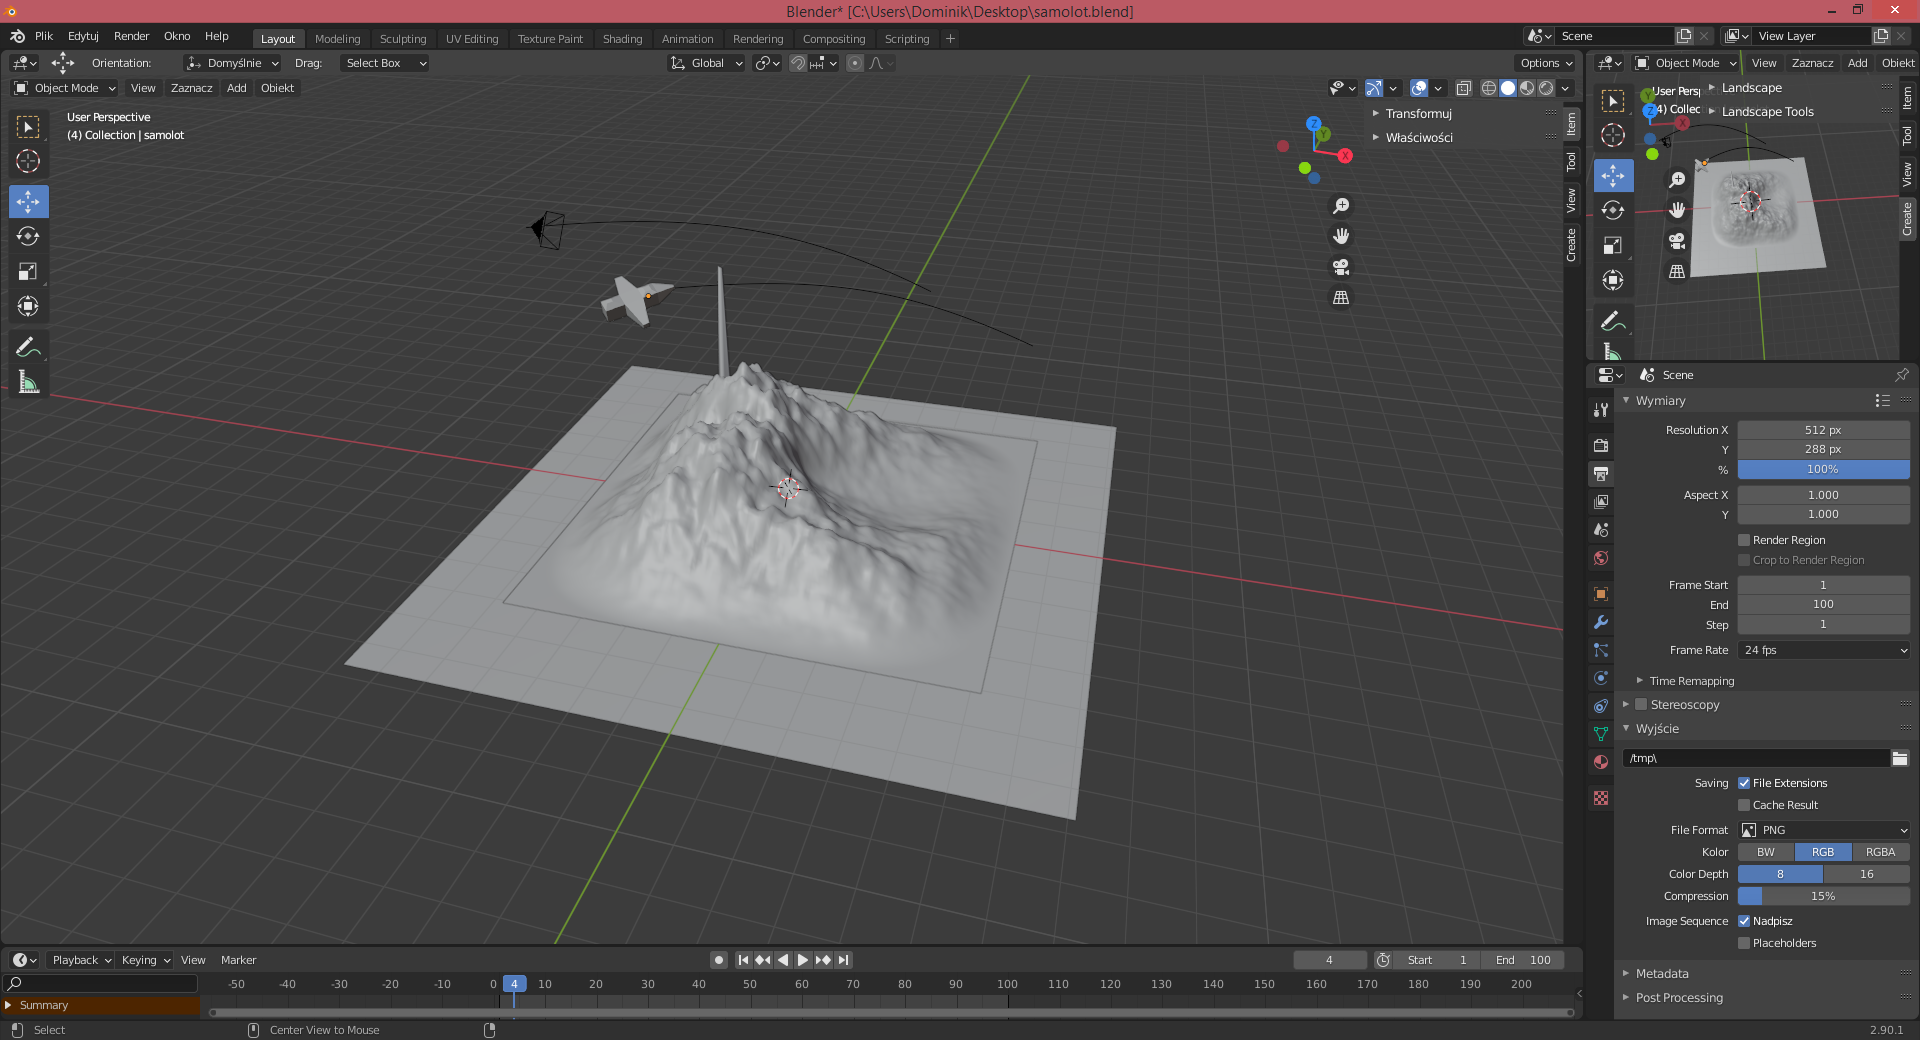 Blender* [C:\Users\Dominik\Desktop\samolot.blend]
Plik Edytuj Render Okno Help Layout Modeling Sculpting UV Editing Texture Paint Shading Animation Rendering Compositing Scripting + Scene View Layer
Orientation: Domyślnie Drag: Select Box Global Options
Object Mode View Zaznacz Add Obiekt
User Perspective
(4) Collection | samolot
Transformuj
Właściwości
Item
Tool
View
Create
Z
Y
X
Object Mode View Zaznacz Add Obiekt
User Persp
(4) Collec
Landscape
Landscape Tools
Y
Z
X
Item
Tool
View
Create
Scene
Wymiary
Resolution X 512 px
Y 288 px
% 100%
Aspect X 1.000
Y 1.000
Render Region
Crop to Render Region
Frame Start 1
End 100
Step 1
Frame Rate 24 fps
Time Remapping
Stereoscopy
Wyjście
/tmp\
Saving File Extensions
Cache Result
File Format PNG
Kolor BW RGB RGBA
Color Depth 8 16
Compression 15%
Image Sequence Nadpisz
Placeholders
Metadata
Post Processing
Playback Keying View Marker 4 Start 1 End 100
-50 -40 -30 -20 -10 0 4 10 20 30 40 50 60 70 80 90 100 110 120 130 140 150 160 170 180 190 200
Summary
Select Center View to Mouse 2.90.1